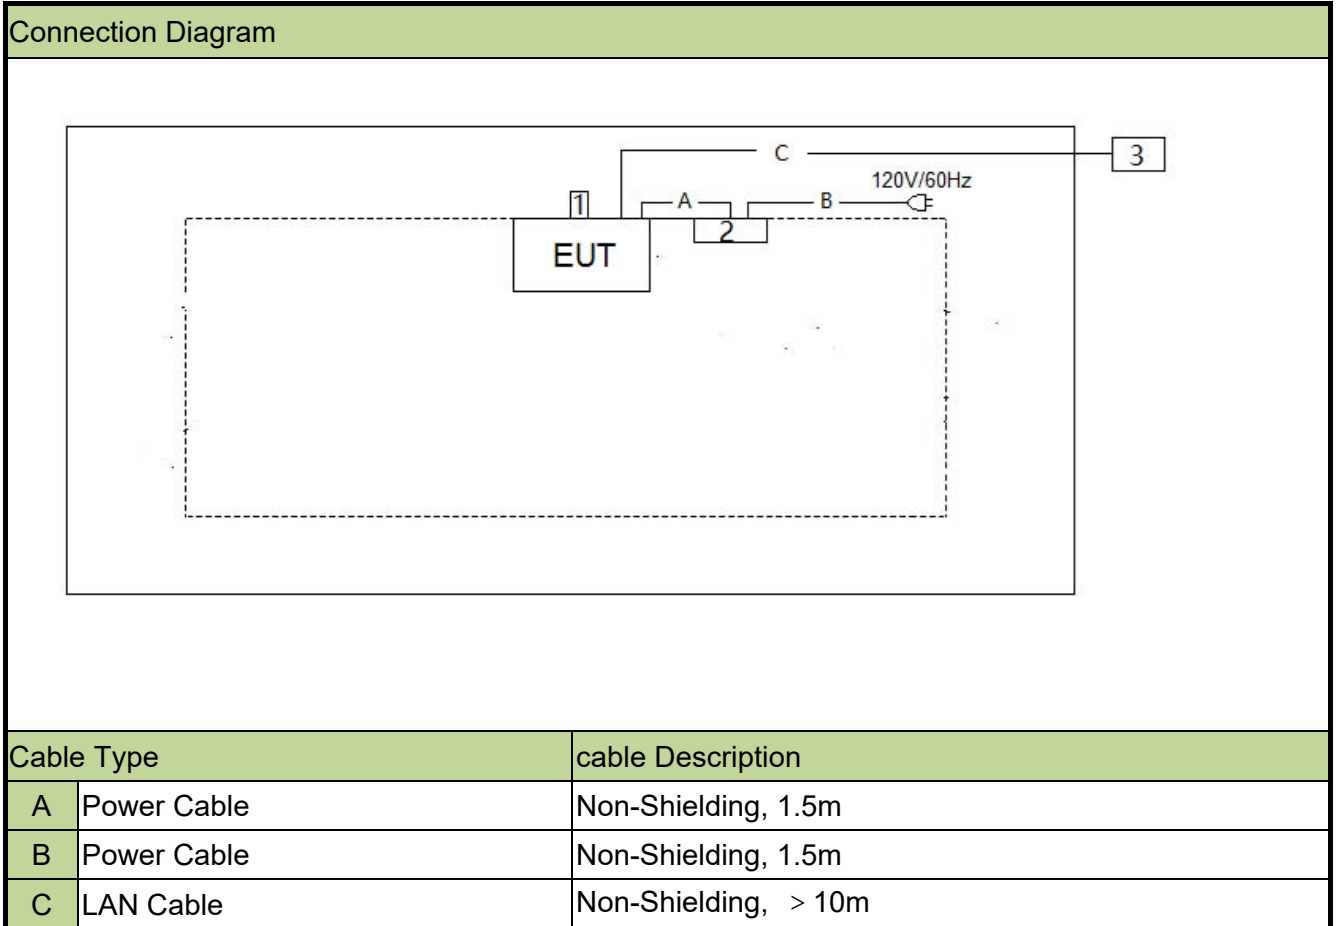 Connection Diagram
C
3
120V/60Hz
1
A
B
2
EUT
Cable Type cable Description
A Power Cable Non-Shielding, 1.5m
B Power Cable Non-Shielding, 1.5m
C LAN Cable Non-Shielding, ﹥10m